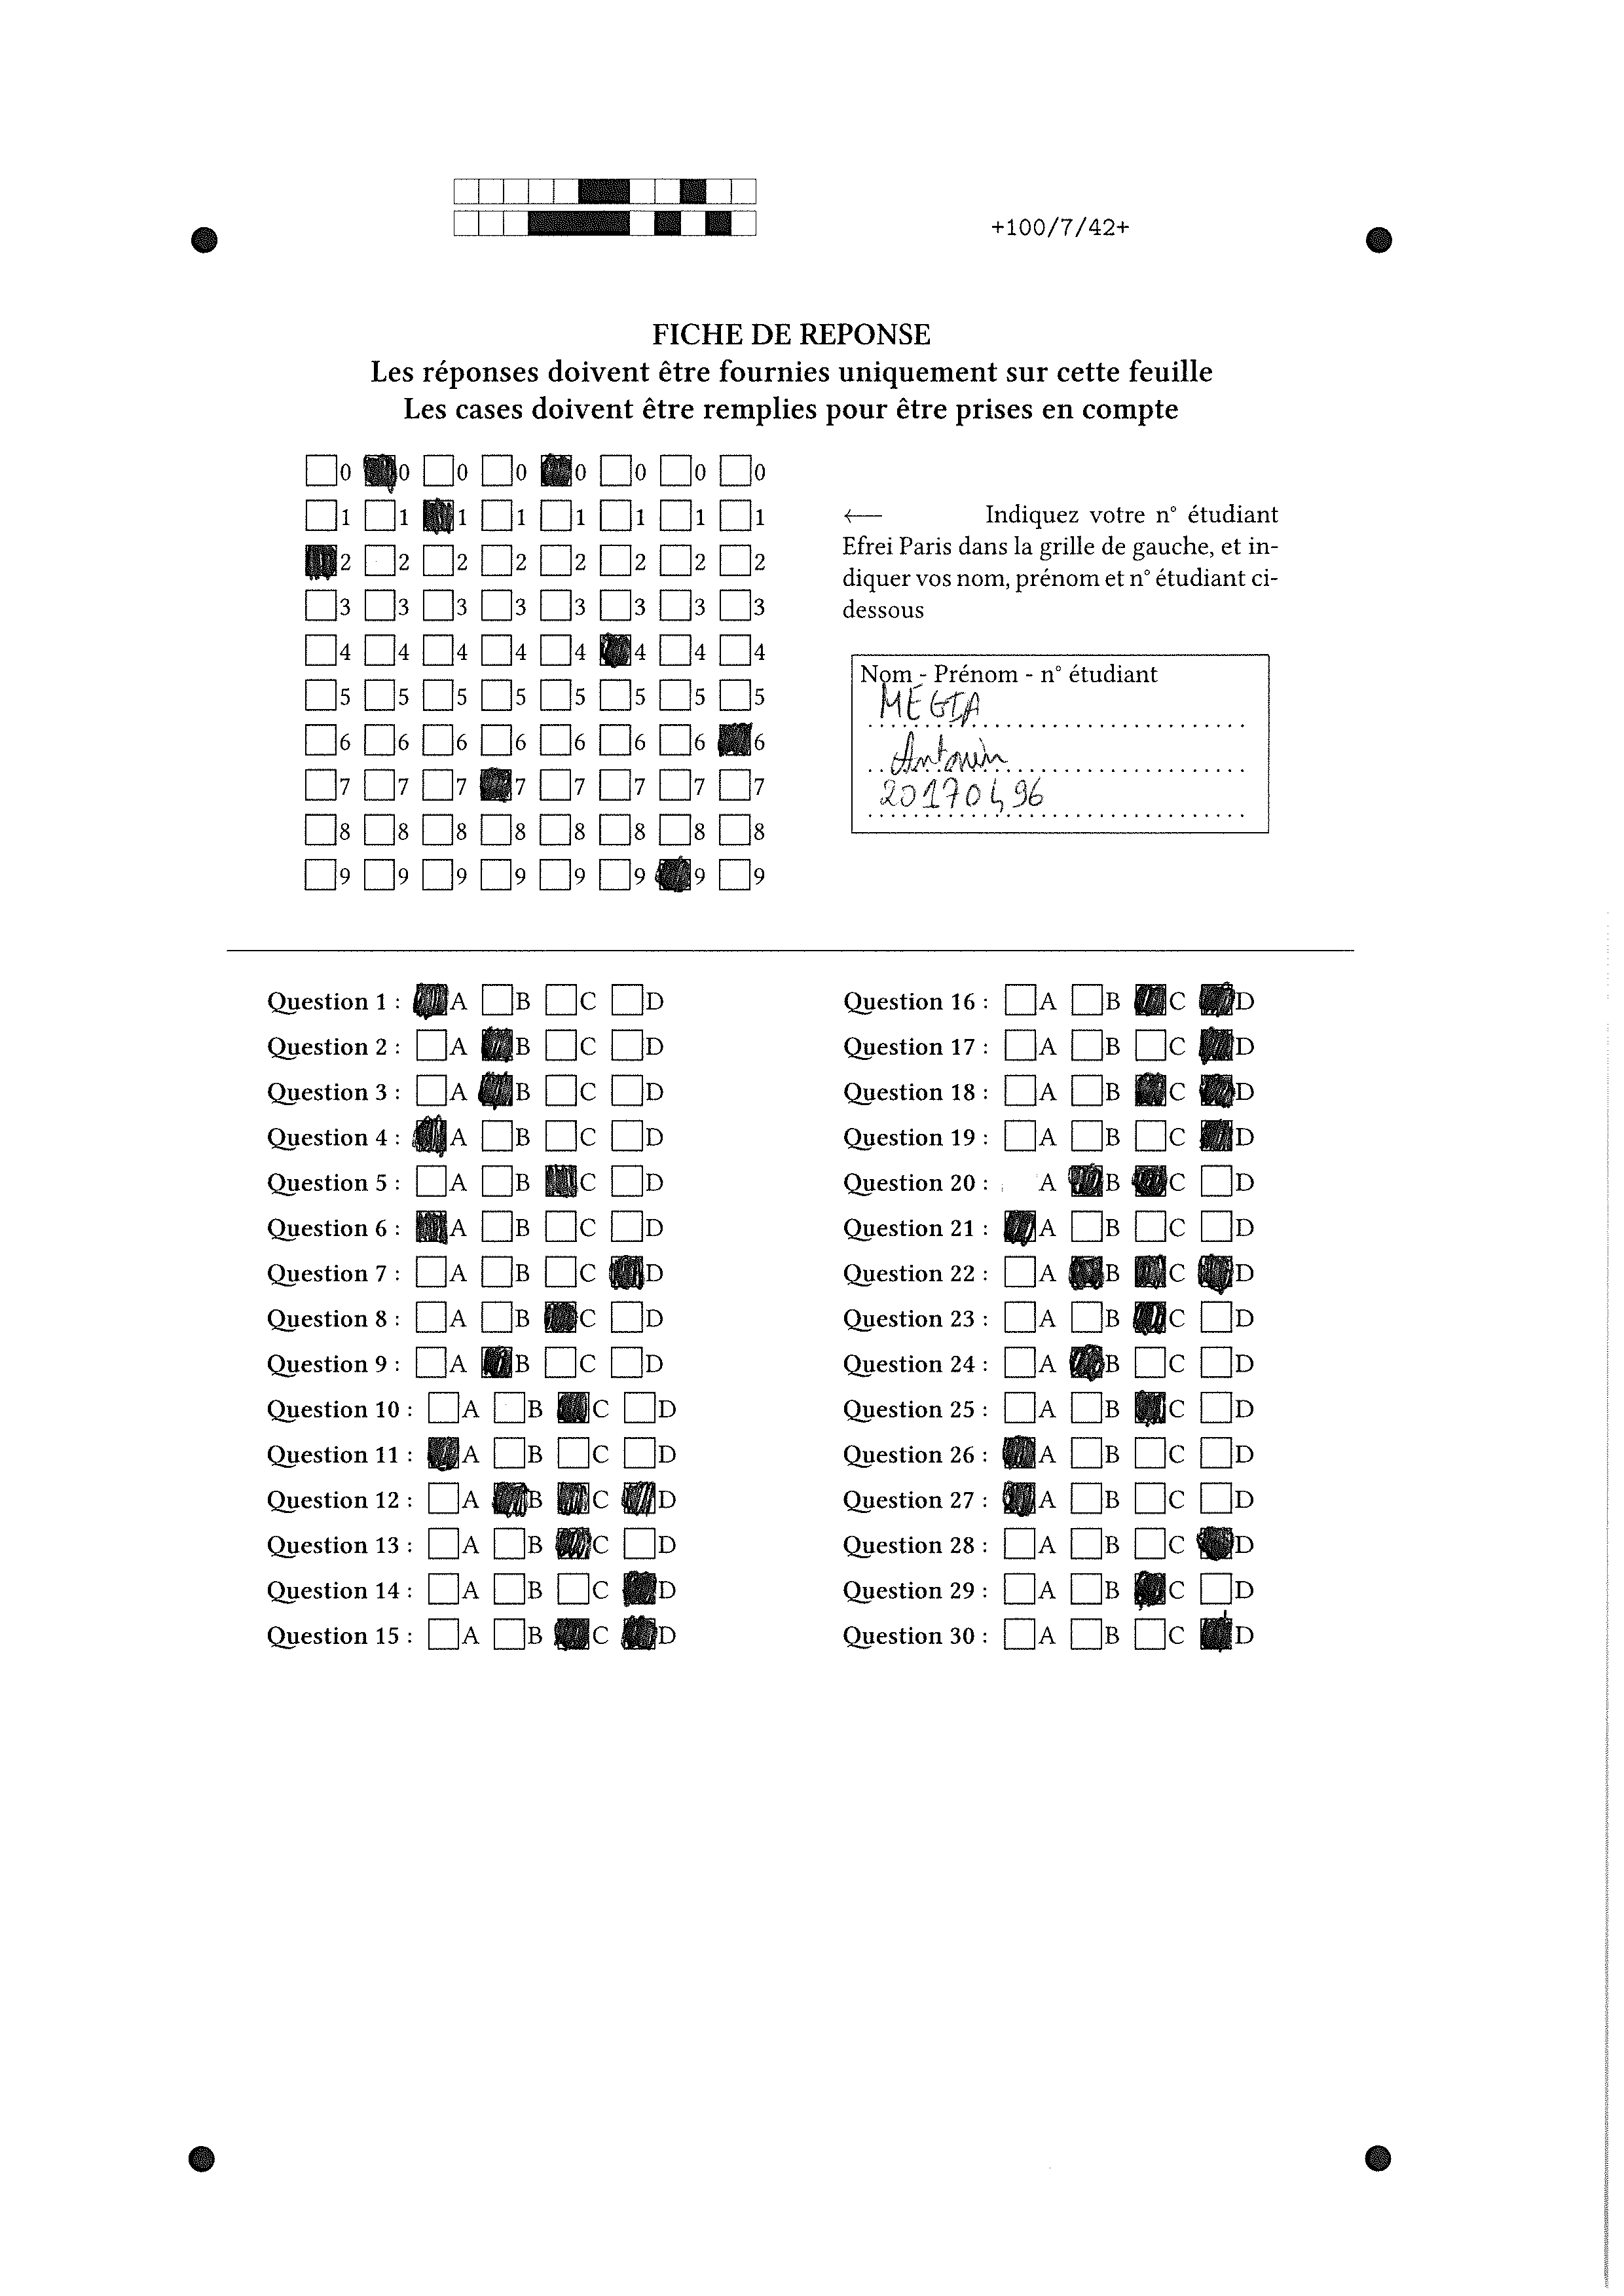 +100/7/42+
FICHE DE REPONSE
Les réponses doivent être fournies uniquement sur cette feuille
Les cases doivent être remplies pour être prises en compte
0 0 0 0 0 0 0 0
1 1 1 1 1 1 1 1
2 2 2 2 2 2 2 2
3 3 3 3 3 3 3 3
4 4 4 4 4 4 4 4
5 5 5 5 5 5 5 5
6 6 6 6 6 6 6 6
7 7 7 7 7 7 7 7
8 8 8 8 8 8 8 8
9 9 9 9 9 9 9 9
← Indiquez votre n° étudiant
Efrei Paris dans la grille de gauche, et in-
diquer vos nom, prénom et n° étudiant ci-
dessous
Nom - Prénom - n° étudiant
MEGIA
Antonin
20170496
Question 1 : A B C D
Question 2 : A B C D
Question 3 : A B C D
Question 4 : A B C D
Question 5 : A B C D
Question 6 : A B C D
Question 7 : A B C D
Question 8 : A B C D
Question 9 : A B C D
Question 10 : A B C D
Question 11 : A B C D
Question 12 : A B C D
Question 13 : A B C D
Question 14 : A B C D
Question 15 : A B C D
Question 16 : A B C D
Question 17 : A B C D
Question 18 : A B C D
Question 19 : A B C D
Question 20 : A B C D
Question 21 : A B C D
Question 22 : A B C D
Question 23 : A B C D
Question 24 : A B C D
Question 25 : A B C D
Question 26 : A B C D
Question 27 : A B C D
Question 28 : A B C D
Question 29 : A B C D
Question 30 : A B C D